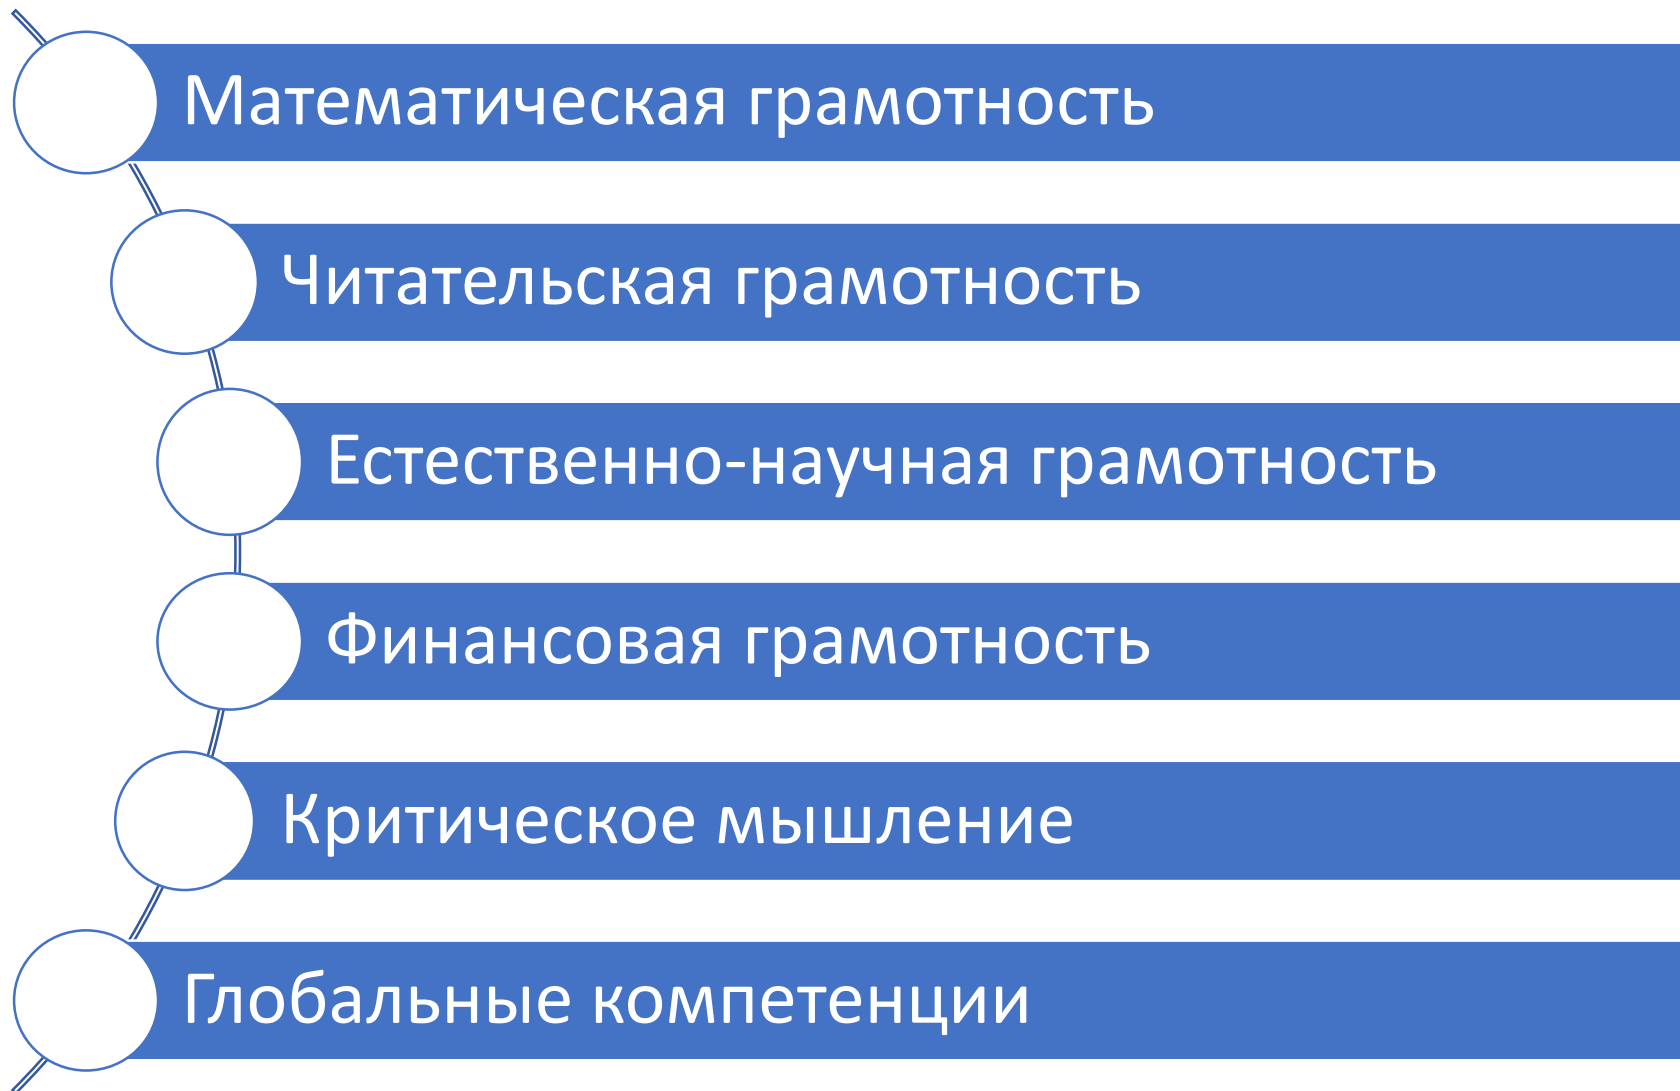 Математическая грамотность
Читательская грамотность
Естественно-научная грамотность
Финансовая грамотность
Критическое мышление
Глобальные компетенции